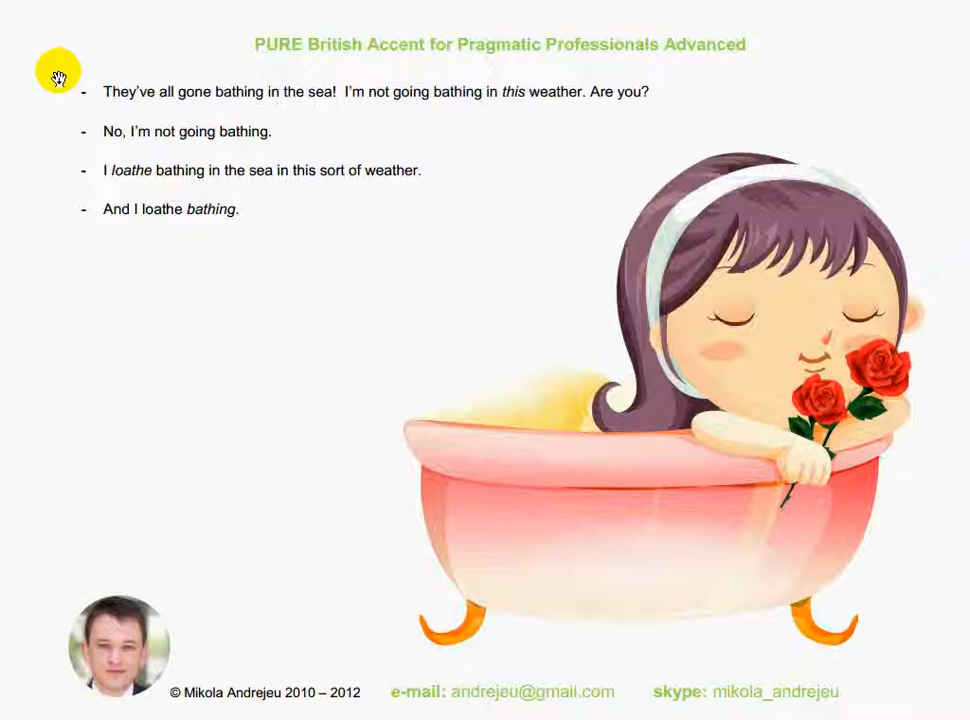 PURE British Accent for Pragmatic Professionals Advanced
- They've all gone bathing in the sea!  I'm not going bathing in this weather. Are you?
- No, I'm not going bathing.
- I loathe bathing in the sea in this sort of weather.
- And I loathe bathing.
© Mikola Andrejeu 2010 – 2012 e-mail: andrejeu@gmail.com skype: mikola_andrejeu